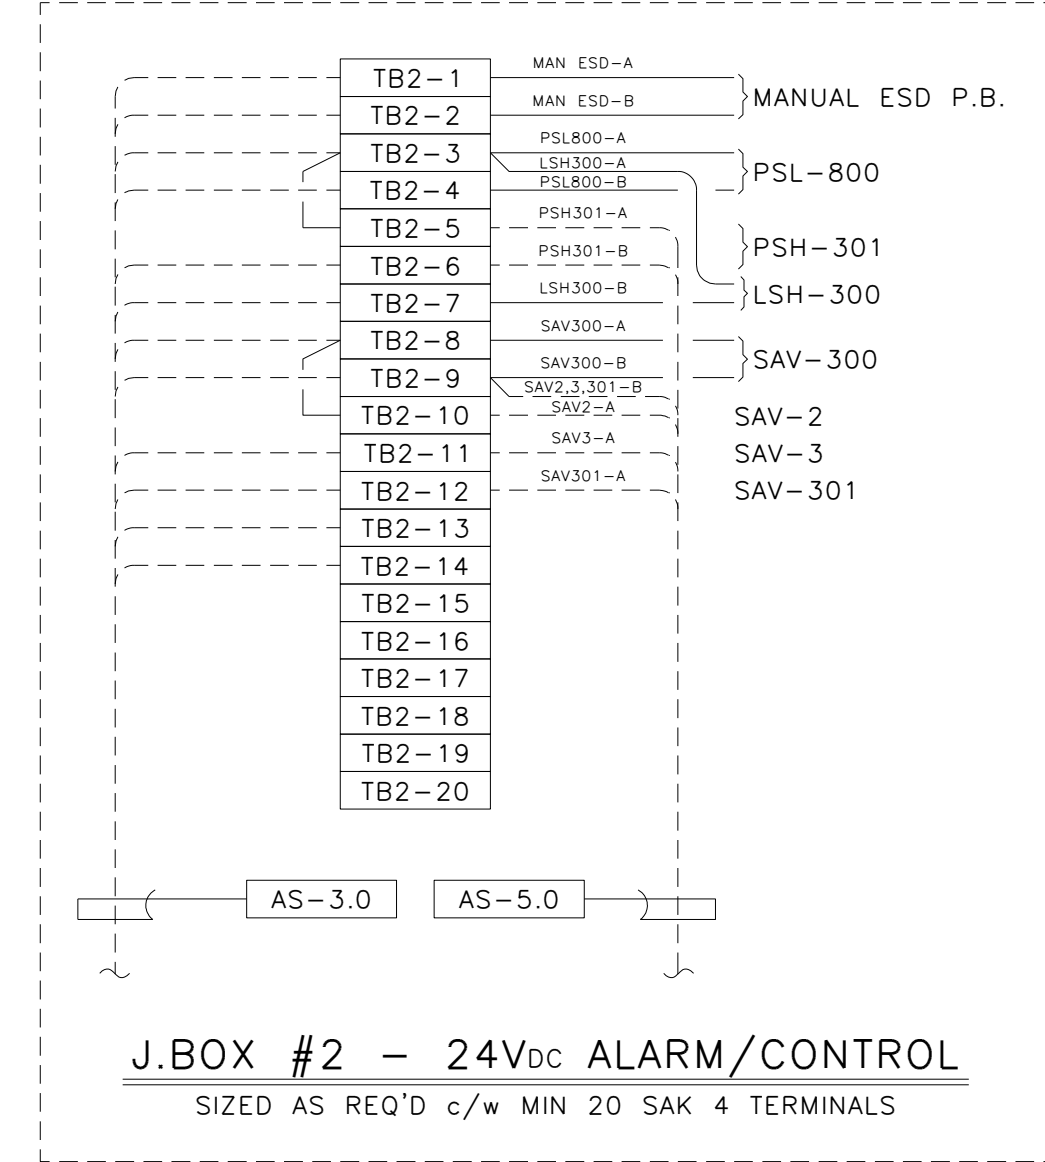 TB2-1 MAN ESD-A
MANUAL ESD P.B.
TB2-2 MAN ESD-B
TB2-3 PSL800-A
LSH300-A
PSL-800
TB2-4 PSL800-B
TB2-5 PSH301-A
PSH-301
TB2-6 PSH301-B
TB2-7 LSH300-B LSH-300
TB2-8 SAV300-A
SAV-300
TB2-9 SAV300-B
SAV2,3,301-B
TB2-10 SAV2-A SAV-2
TB2-11 SAV3-A SAV-3
TB2-12 SAV301-A SAV-301
TB2-13
TB2-14
TB2-15
TB2-16
TB2-17
TB2-18
TB2-19
TB2-20
AS-3.0 AS-5.0
J.BOX #2 - 24VDC ALARM/CONTROL
SIZED AS REQ'D c/w MIN 20 SAK 4 TERMINALS